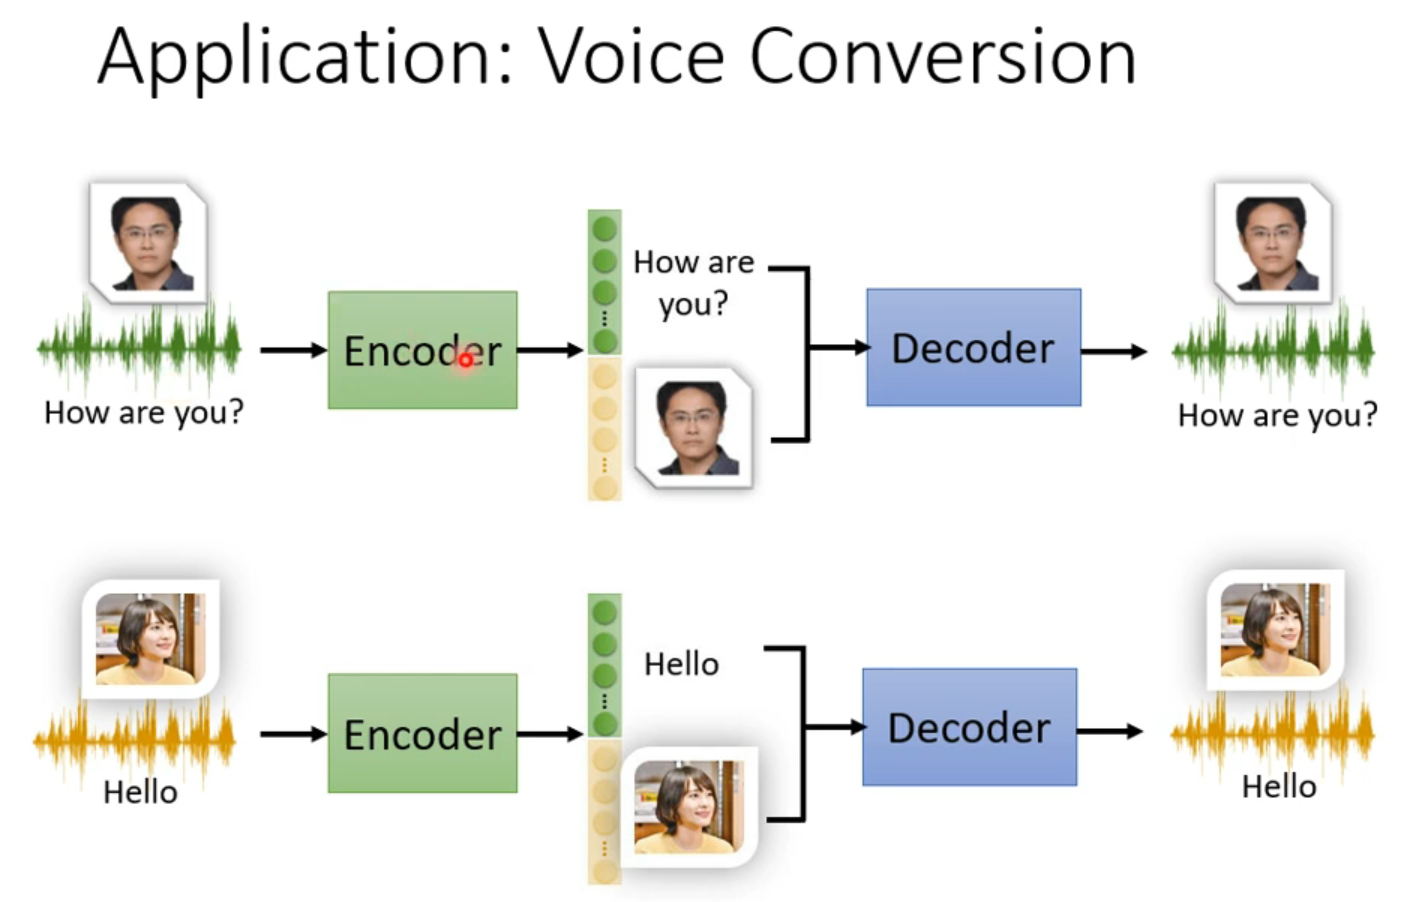 Application: Voice Conversion
How are you?
Encoder
How are
you?
Decoder
How are you?
Hello
Encoder
Hello
Decoder
Hello